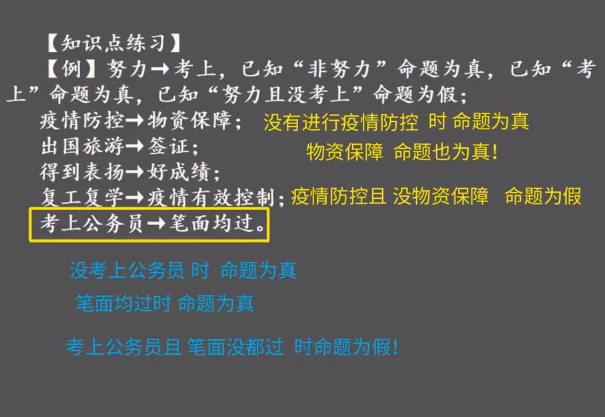 【知识点练习】
【例】努力→考上，已知“非努力”命题为真，已知“考
上”命题为真，已知“努力且没考上”命题为假；
疫情防控→物资保障； 没有进行疫情防控 时 命题为真
出国旅游→签证； 物资保障 命题也为真！
得到表扬→好成绩；
复工复学→疫情有效控制； 疫情防控且 没物资保障 命题为假
考上公务员→笔面均过。
没考上公务员 时 命题为真
笔面均过时 命题为真
考上公务员且 笔面没都过 时命题为假！